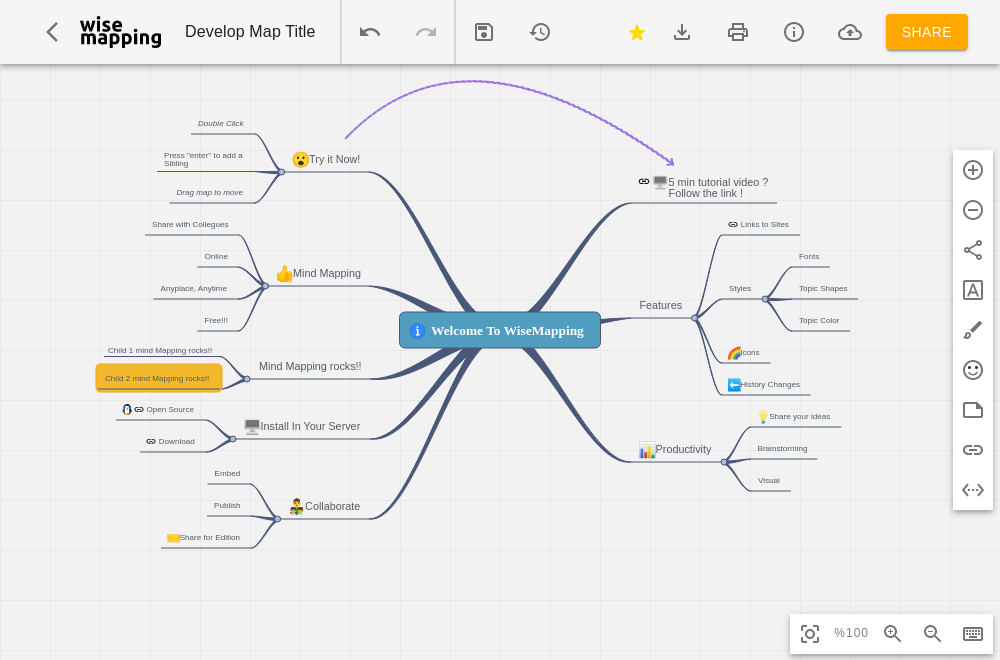 wise
mapping
Develop Map Title
SHARE
Double Click
Press "enter" to add a
Sibling
Drag map to move
😮Try it Now!
Share with Collegues
Online
Anyplace, Anytime
Free!!!
👍Mind Mapping
Child 1 mind Mapping rocks!!
Child 2 mind Mapping rocks!!
Mind Mapping rocks!!
Open Source
Download
Install In Your Server
Embed
Publish
Share for Edition
Collaborate
Welcome To WiseMapping
5 min tutorial video ?
Follow the link !
Links to Sites
Features
Styles
Fonts
Topic Shapes
Topic Color
Icons
History Changes
Productivity
Share your ideas
Brainstorming
Visual
%100